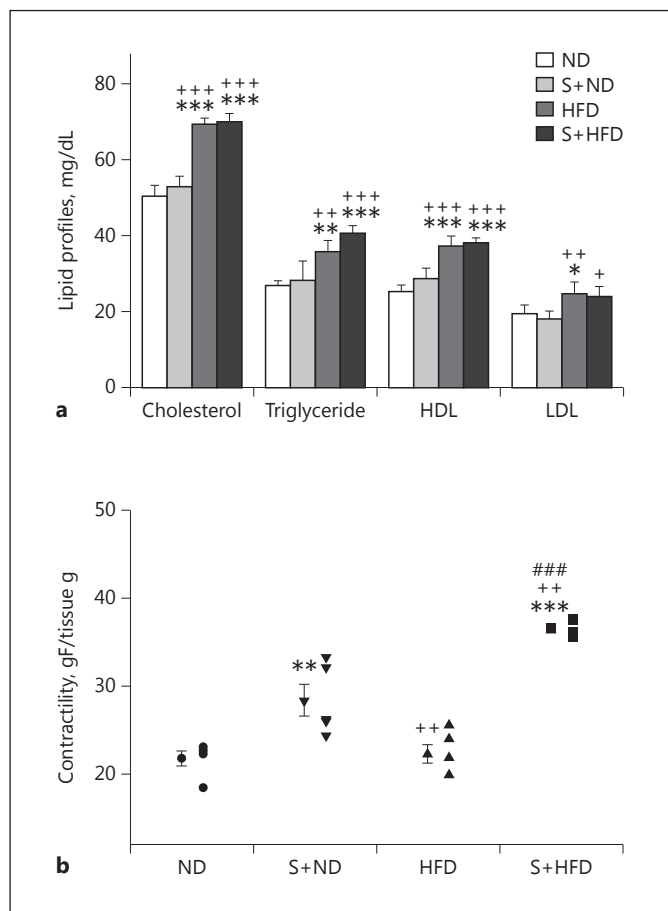 ND
S+ND
HFD
S+HFD
Lipid profiles, mg/dL
80
60
40
20
0
+++
***
+++
***
++
**
+++
***
+++
***
+++
***
++
*
+
Cholesterol Triglyceride HDL LDL
a
Contractility, gF/tissue g
50
40
30
20
**
++
###
++
***
ND S+ND HFD S+HFD
b